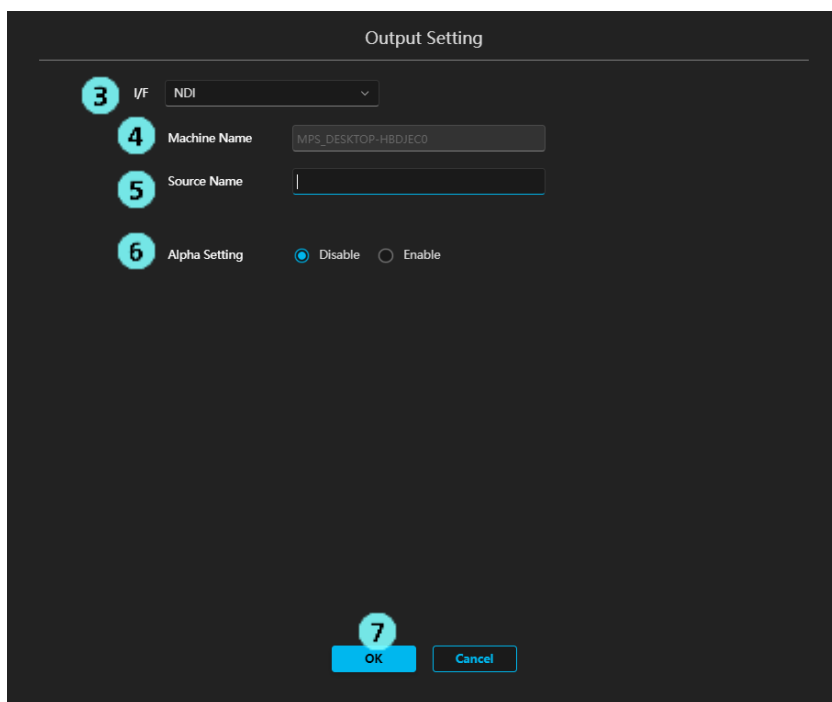 Output Setting
3 I/F NDI
4 Machine Name MPS_DESKTOP-HBDJEC0
5 Source Name
6 Alpha Setting Disable Enable
7
OK Cancel